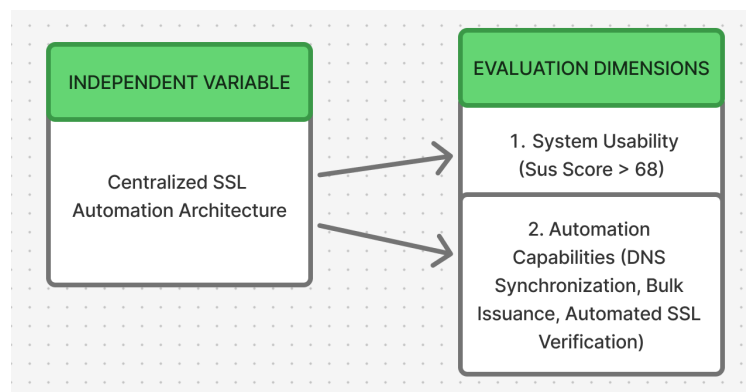 INDEPENDENT VARIABLE
Centralized SSL
Automation Architecture
EVALUATION DIMENSIONS
1. System Usability
(Sus Score > 68)
2. Automation
Capabilities (DNS
Synchronization, Bulk
Issuance, Automated SSL
Verification)